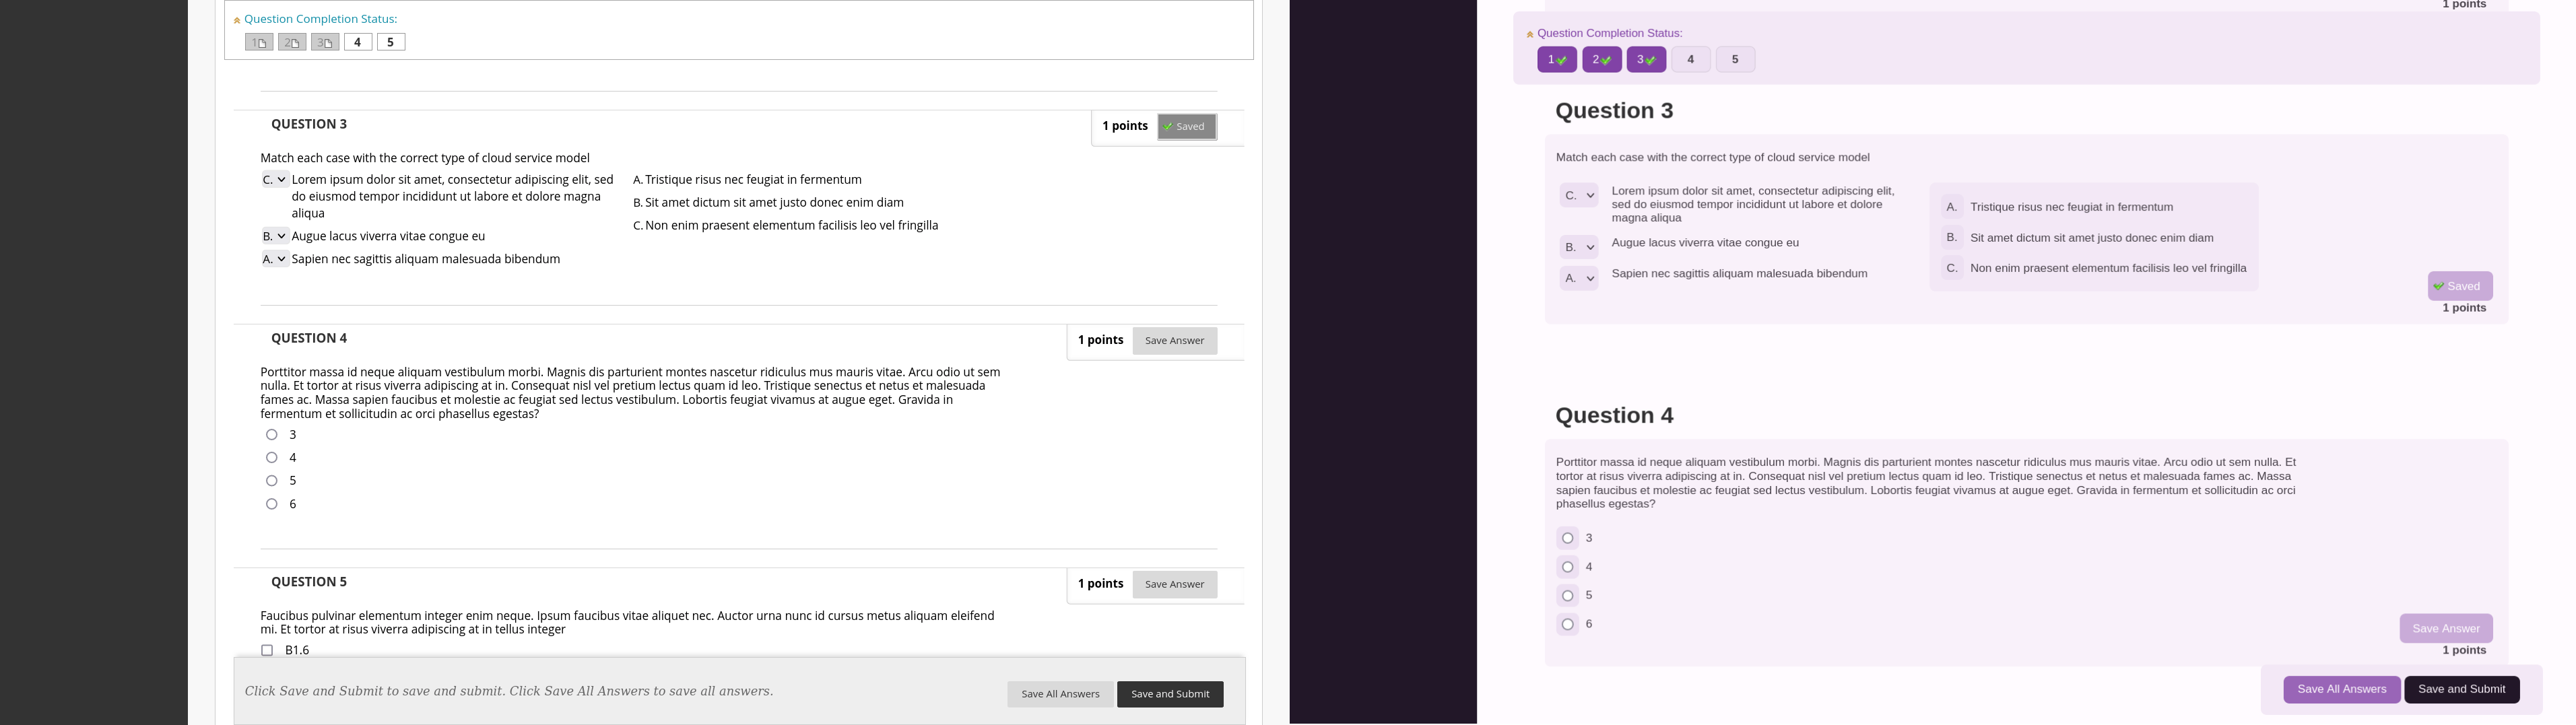 Question Completion Status:
1 2 3 4 5
QUESTION 3
1 points Saved
Match each case with the correct type of cloud service model
C. Lorem ipsum dolor sit amet, consectetur adipiscing elit, sed
do eiusmod tempor incididunt ut labore et dolore magna
aliqua
B. Augue lacus viverra vitae congue eu
A. Sapien nec sagittis aliquam malesuada bibendum
A. Tristique risus nec feugiat in fermentum
B. Sit amet dictum sit amet justo donec enim diam
C. Non enim praesent elementum facilisis leo vel fringilla
QUESTION 4
1 points Save Answer
Porttitor massa id neque aliquam vestibulum morbi. Magnis dis parturient montes nascetur ridiculus mus mauris vitae. Arcu odio ut sem
nulla. Et tortor at risus viverra adipiscing at in. Consequat nisl vel pretium lectus quam id leo. Tristique senectus et netus et malesuada
fames ac. Massa sapien faucibus et molestie ac feugiat sed lectus vestibulum. Lobortis feugiat vivamus at augue eget. Gravida in
fermentum et sollicitudin ac orci phasellus egestas?
3
4
5
6
QUESTION 5
1 points Save Answer
Faucibus pulvinar elementum integer enim neque. Ipsum faucibus vitae aliquet nec. Auctor urna nunc id cursus metus aliquam eleifend
mi. Et tortor at risus viverra adipiscing at in tellus integer
B1.6
Click Save and Submit to save and submit. Click Save All Answers to save all answers.
Save All Answers Save and Submit
1 points
Question Completion Status:
1 2 3 4 5
Question 3
Match each case with the correct type of cloud service model
C. Lorem ipsum dolor sit amet, consectetur adipiscing elit,
sed do eiusmod tempor incididunt ut labore et dolore
magna aliqua
B. Augue lacus viverra vitae congue eu
A. Sapien nec sagittis aliquam malesuada bibendum
A. Tristique risus nec feugiat in fermentum
B. Sit amet dictum sit amet justo donec enim diam
C. Non enim praesent elementum facilisis leo vel fringilla
Saved
1 points
Question 4
Porttitor massa id neque aliquam vestibulum morbi. Magnis dis parturient montes nascetur ridiculus mus mauris vitae. Arcu odio ut sem nulla. Et
tortor at risus viverra adipiscing at in. Consequat nisl vel pretium lectus quam id leo. Tristique senectus et netus et malesuada fames ac. Massa
sapien faucibus et molestie ac feugiat sed lectus vestibulum. Lobortis feugiat vivamus at augue eget. Gravida in fermentum et sollicitudin ac orci
phasellus egestas?
3
4
5
6
Save Answer
1 points
Save All Answers Save and Submit